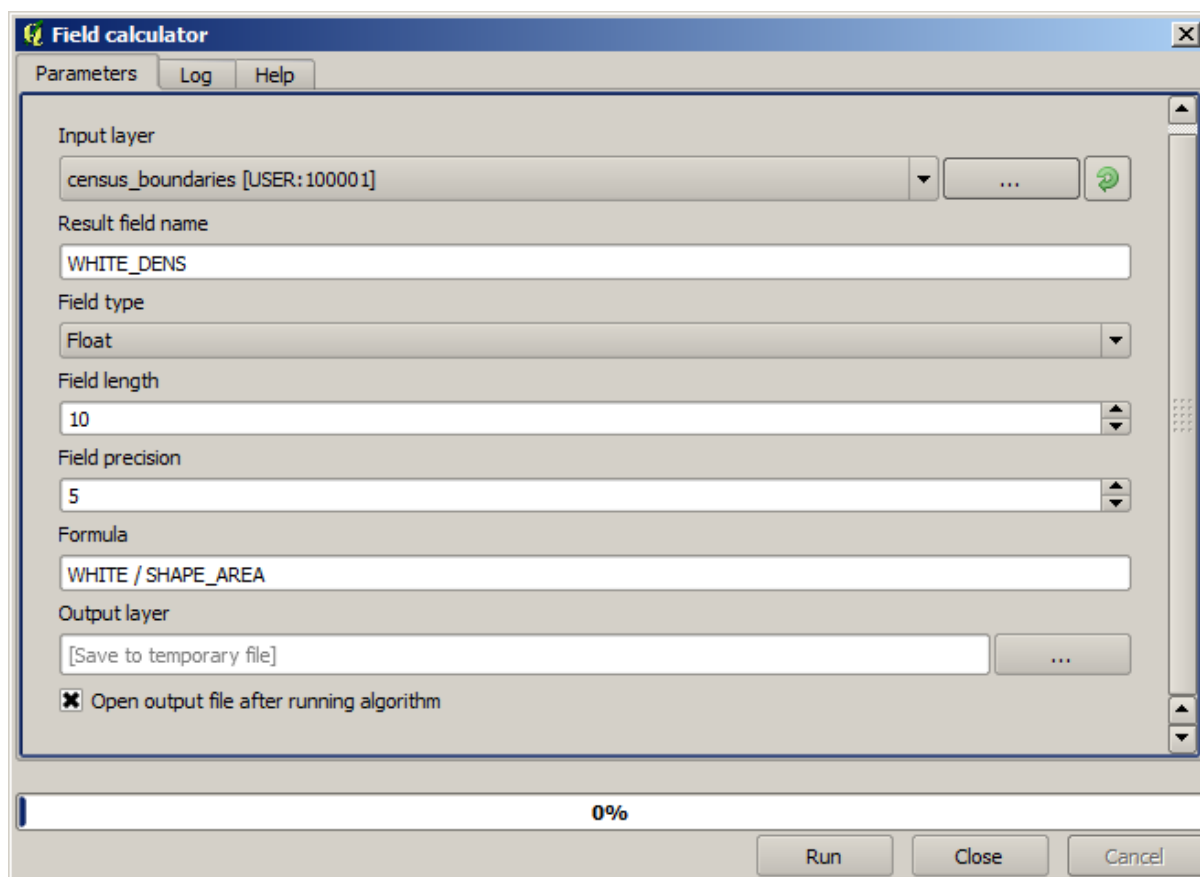 Field calculator
Parameters Log Help
Input layer
census_boundaries [USER:100001] ...
Result field name
WHITE_DENS
Field type
Float
Field length
10
Field precision
5
Formula
WHITE / SHAPE_AREA
Output layer
[Save to temporary file] ...
Open output file after running algorithm
0%
Run Close Cancel